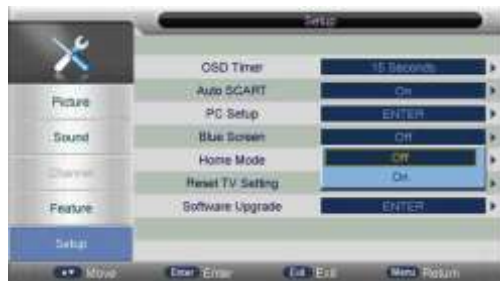 Setup
OSD Timer 15 Seconds
Auto SCART On
Picture
PC Setup ENTER
Sound
Blue Screen Off
Home Mode Off
Channel
On
Reset TV Setting
Feature
Software Upgrade ENTER
Setup
Move Enter Enter Exit Exit Menu Return